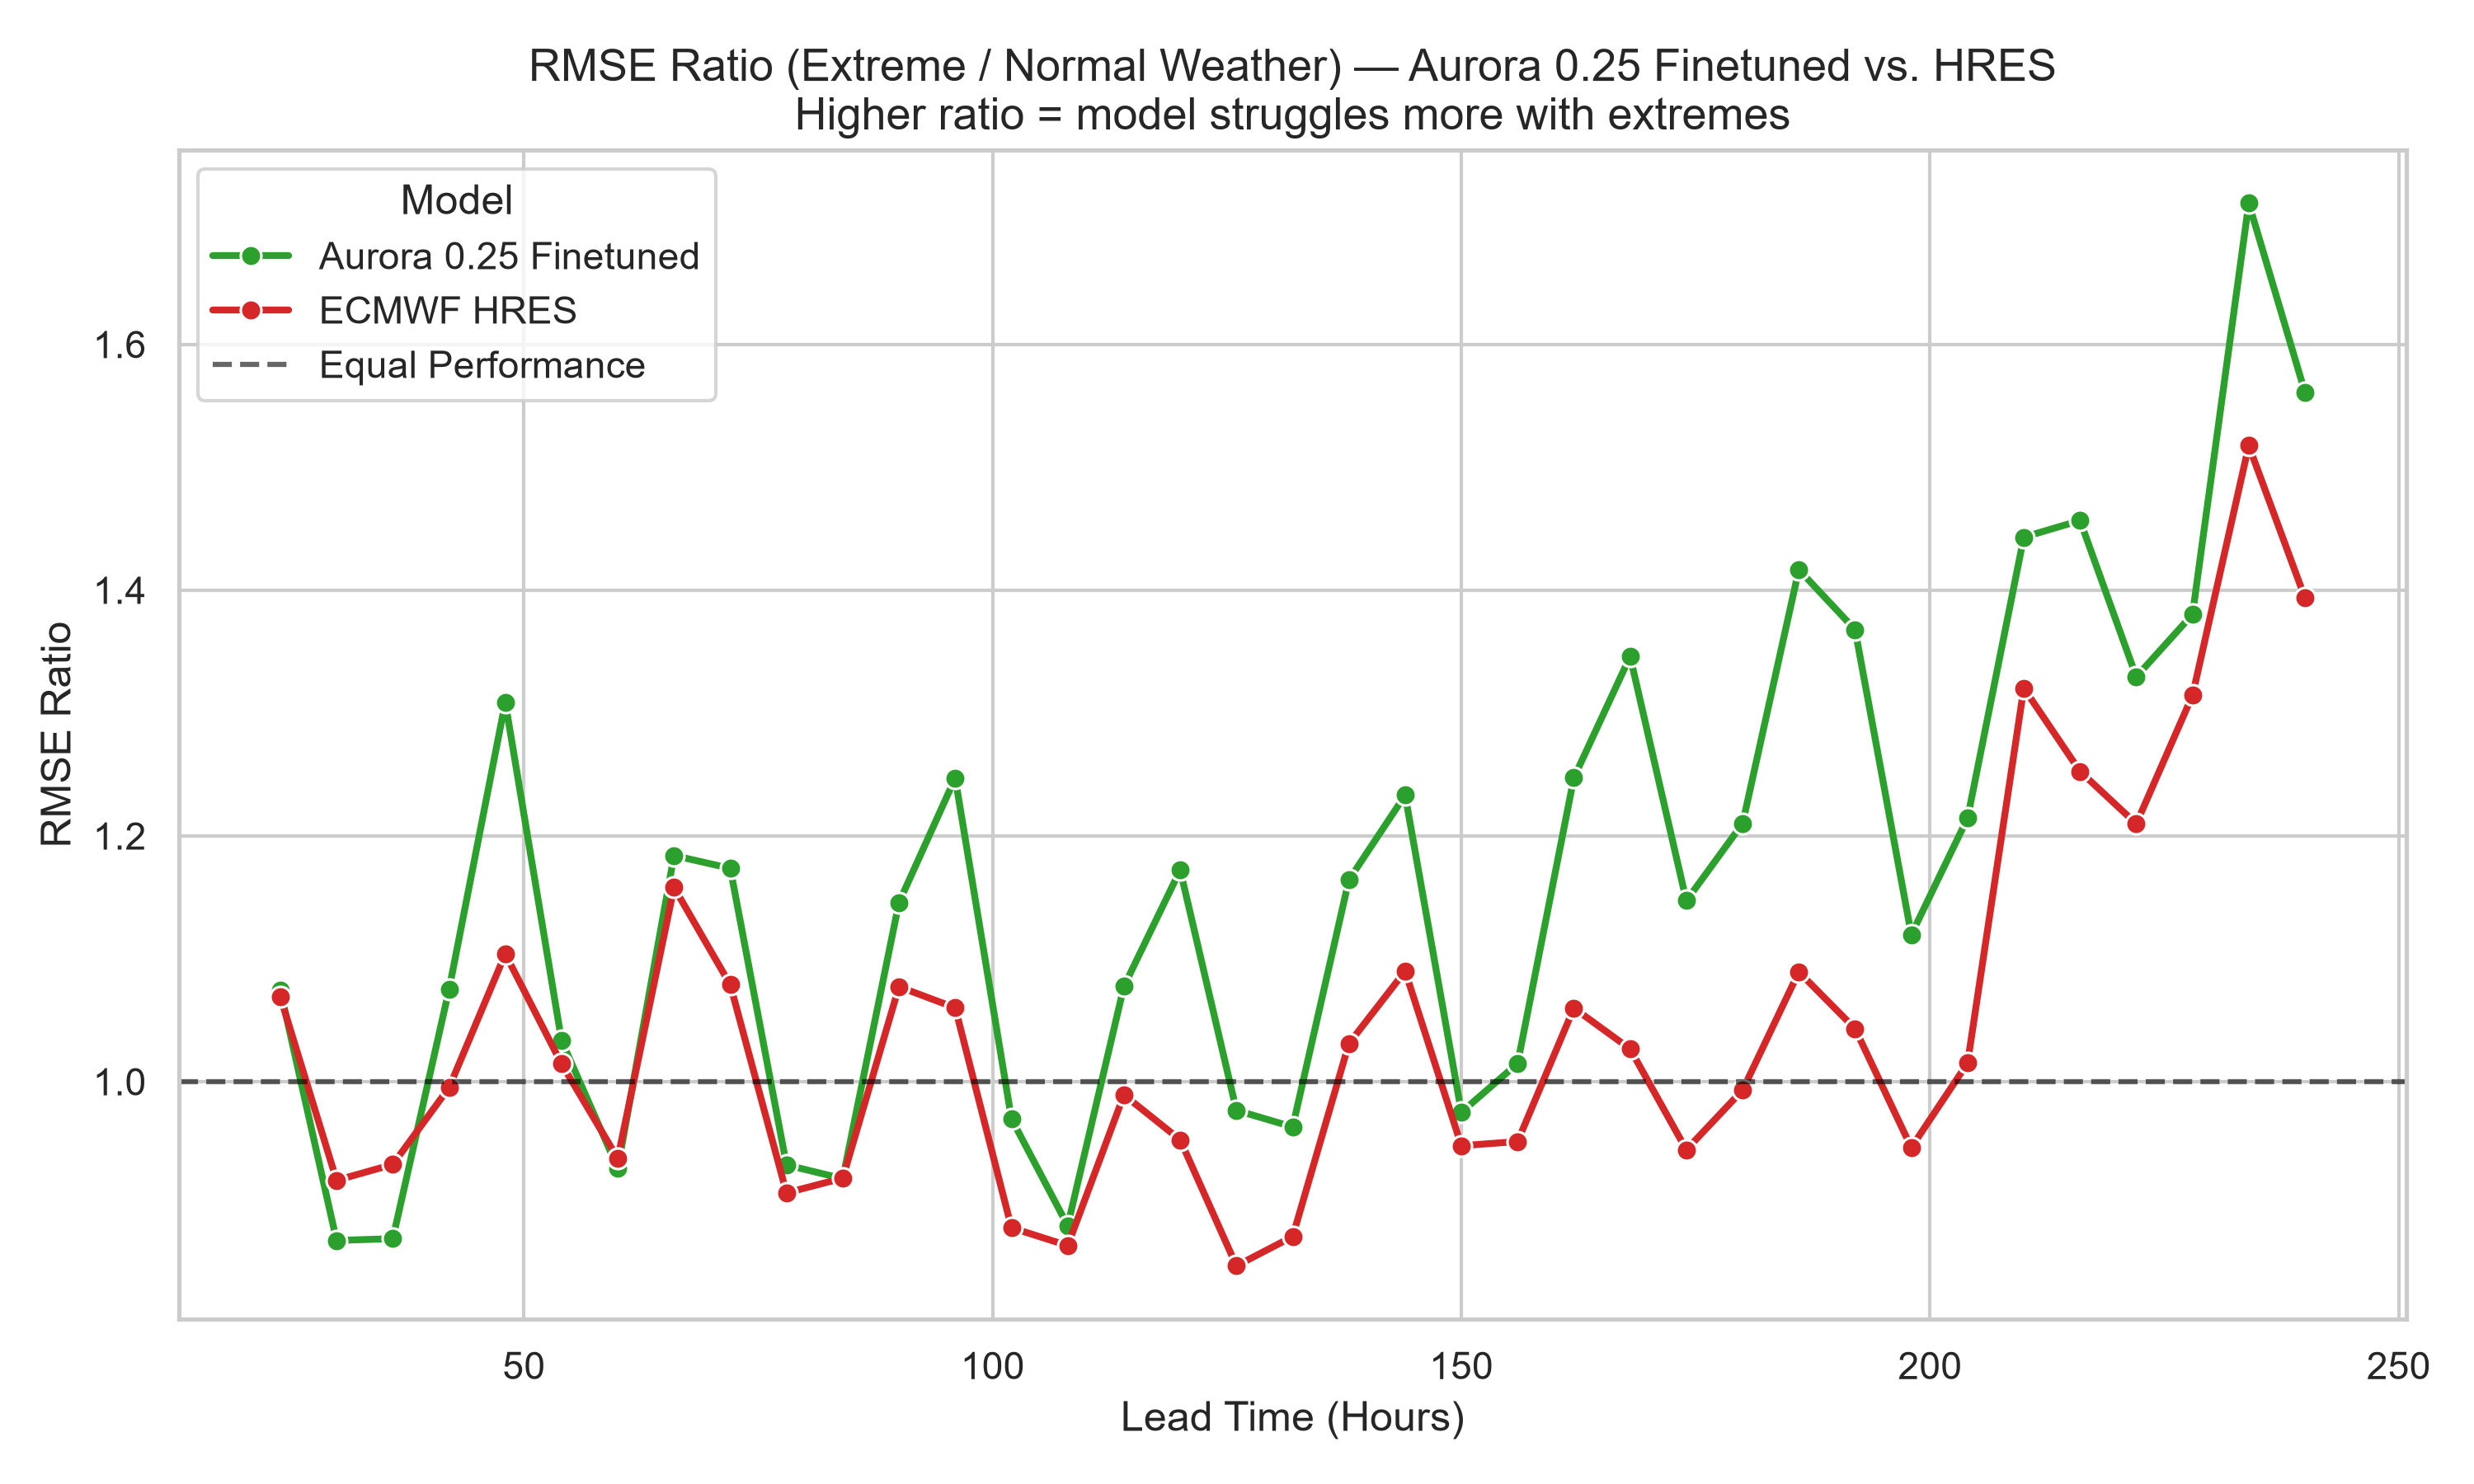 RMSE Ratio (Extreme / Normal Weather) — Aurora 0.25 Finetuned vs. HRES
Higher ratio = model struggles more with extremes
Model
Aurora 0.25 Finetuned
ECMWF HRES
Equal Performance
RMSE Ratio
1.6
1.4
1.2
1.0
50
100
150
200
250
Lead Time (Hours)